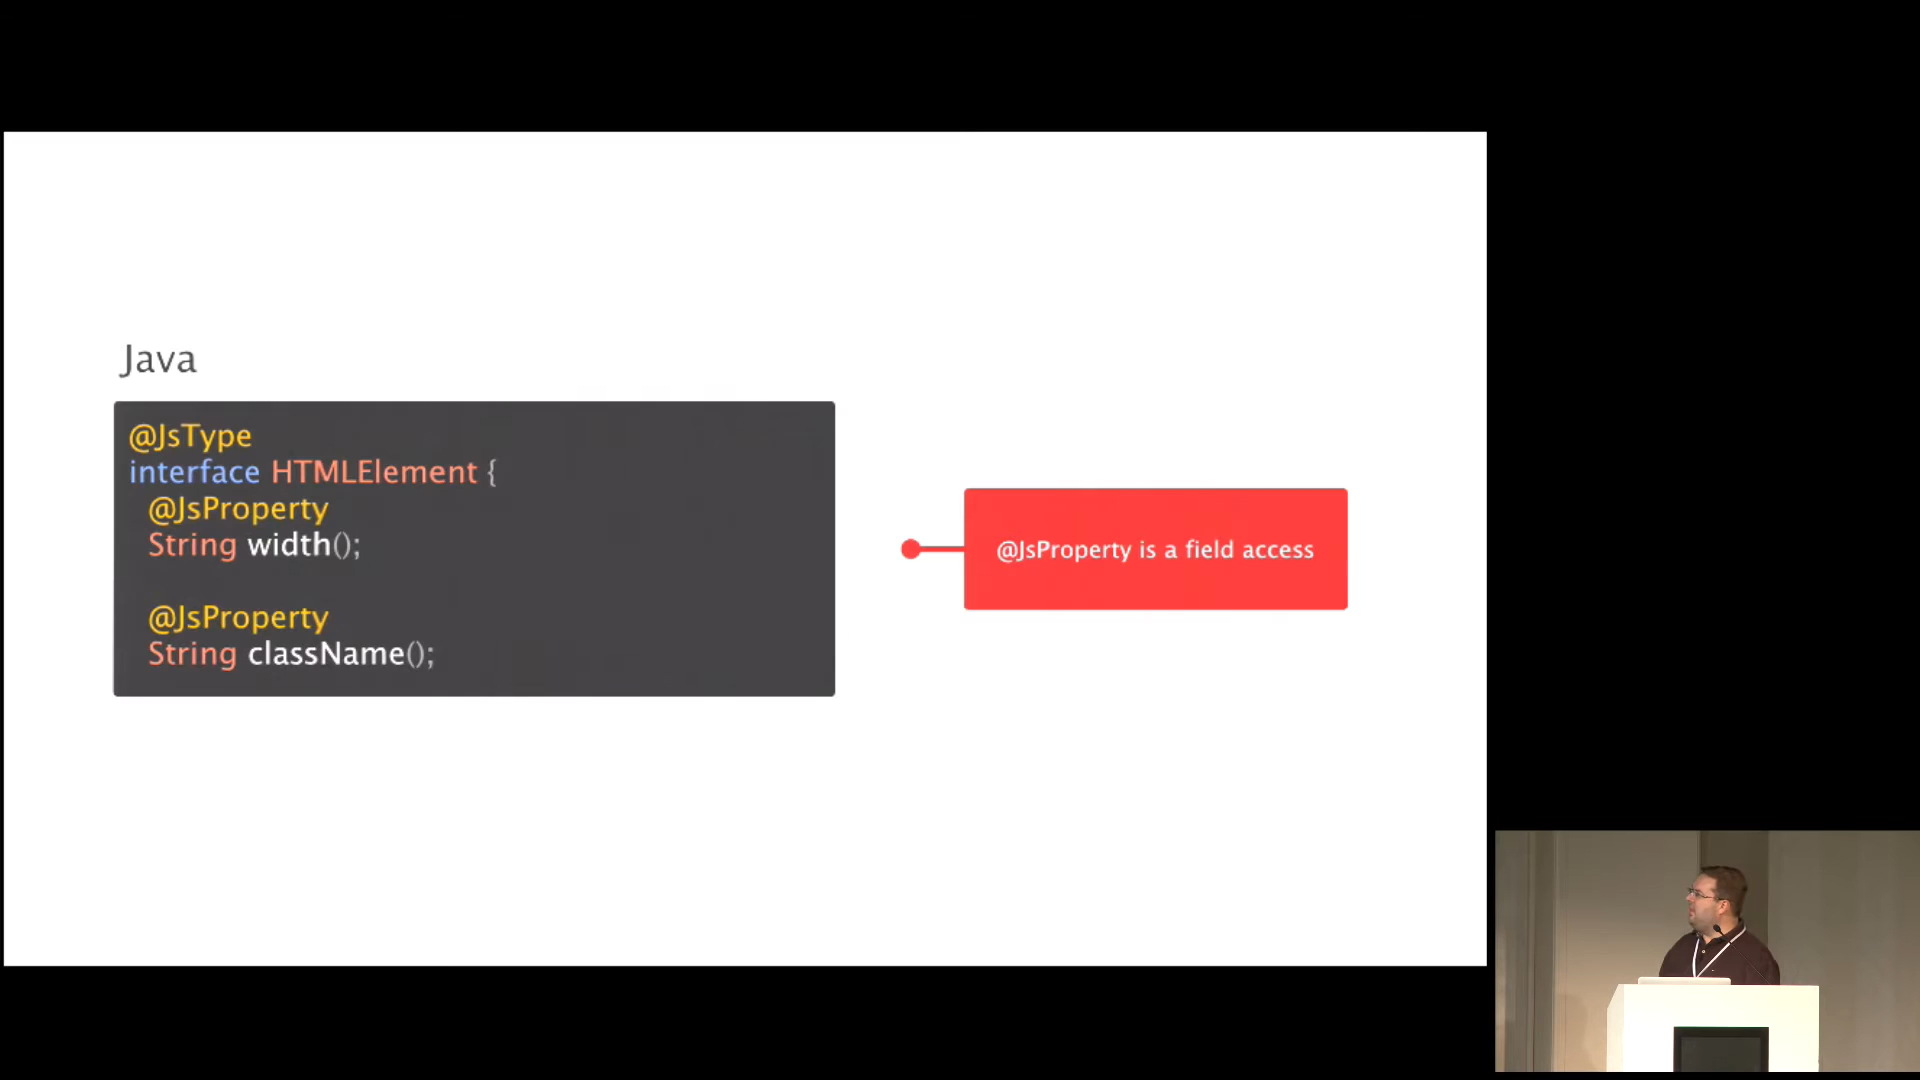 Java
@JsType
interface HTMLElement {
@JsProperty
String width();
@JsProperty
String className();
@JsProperty is a field access